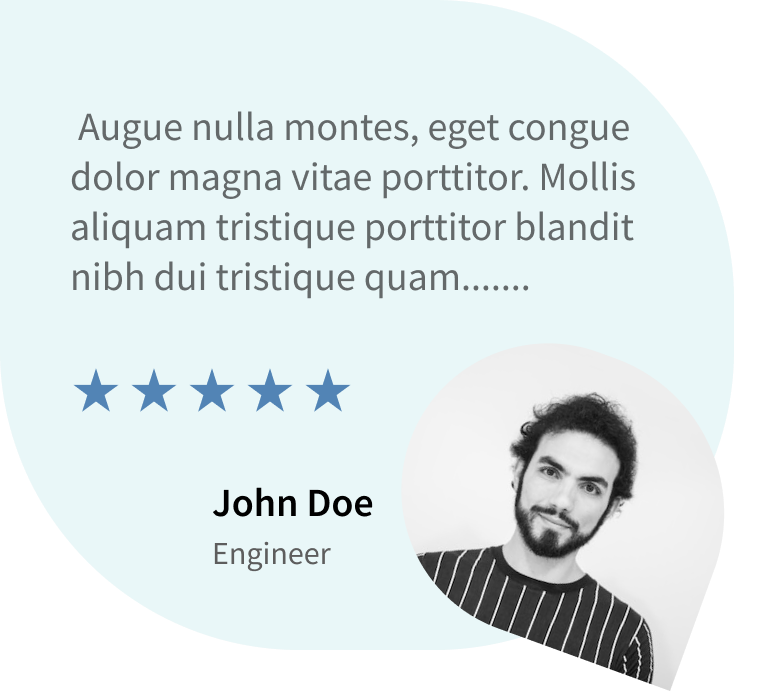 Augue nulla montes, eget congue
dolor magna vitae porttitor. Mollis
aliquam tristique porttitor blandit
nibh dui tristique quam.......
John Doe
Engineer